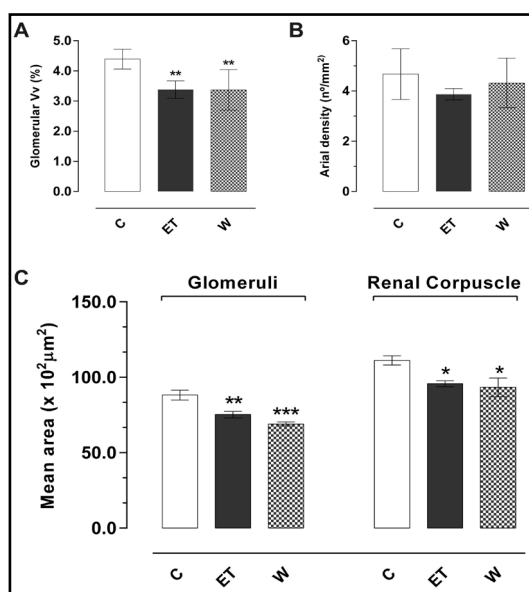 A
Glomerular Vv (%)
5.0
4.0
3.0
2.0
1.0
0.0
**
**
C
ET
W
B
Arial density (nº/mm²)
6
4
2
0
C
ET
W
C
Glomeruli
Renal Corpuscle
Mean area (x 10²μm²)
150.0
100.0
50.0
0.0
**
***
*
*
C
ET
W
C
ET
W